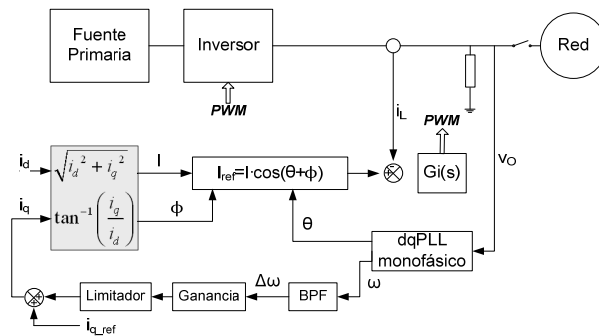 Fuente
Primaria
Inversor
Red
PWM
i_L
PWM
v_O
i_d
√(i_d² + i_q²)
I
I_ref=I·cos(θ+ϕ)
Gi(s)
i_q
tan⁻¹(i_q/i_d)
ϕ
θ
dqPLL
monofásico
ω
Δω
Limitador
Ganancia
BPF
i_q_ref